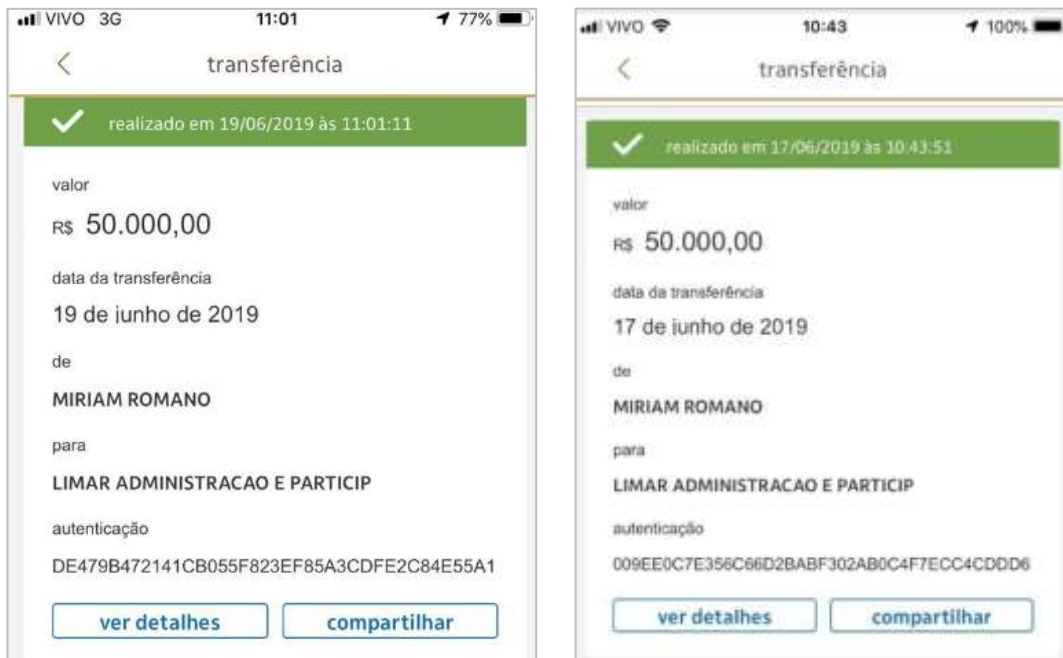 VIVO 3G 11:01 77%
transferência
realizado em 19/06/2019 às 11:01:11
valor
R$ 50.000,00
data da transferência
19 de junho de 2019
de
MIRIAM ROMANO
para
LIMAR ADMINISTRACAO E PARTICIP
autenticação
DE479B472141CB055F823EF85A3CDFE2C84E55A1
ver detalhes compartilhar
VIVO 10:43 100%
transferência
realizado em 17/06/2019 às 10:43:51
valor
R$ 50.000,00
data da transferência
17 de junho de 2019
de
MIRIAM ROMANO
para
LIMAR ADMINISTRACAO E PARTICIP
autenticação
009EE0C7E356C66D2BABF302AB0C4F7ECC4CDDD6
ver detalhes compartilhar